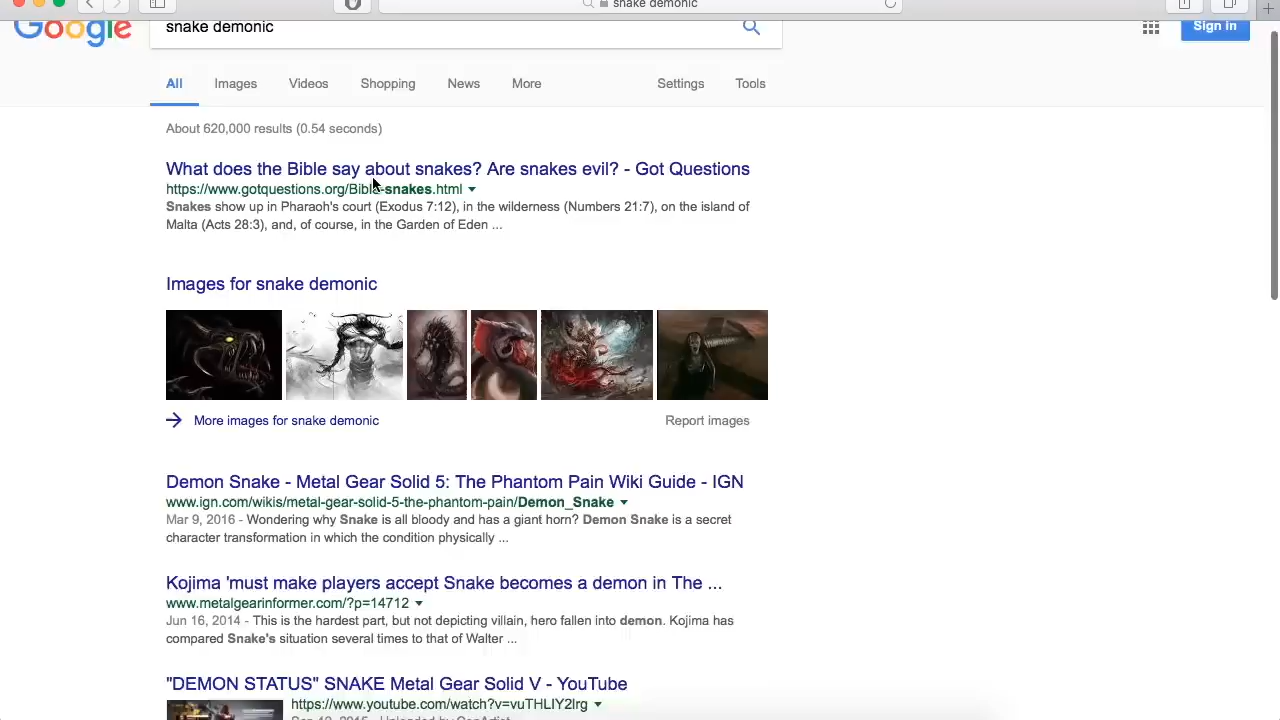 snake demonic
Google
snake demonic
Sign in
All Images Videos Shopping News More Settings Tools
About 620,000 results (0.54 seconds)
What does the Bible say about snakes? Are snakes evil? - Got Questions
https://www.gotquestions.org/Bible-snakes.html
Snakes show up in Pharaoh's court (Exodus 7:12), in the wilderness (Numbers 21:7), on the island of
Malta (Acts 28:3), and, of course, in the Garden of Eden ...
Images for snake demonic
More images for snake demonic Report images
Demon Snake - Metal Gear Solid 5: The Phantom Pain Wiki Guide - IGN
www.ign.com/wikis/metal-gear-solid-5-the-phantom-pain/Demon_Snake
Mar 9, 2016 - Wondering why Snake is all bloody and has a giant horn? Demon Snake is a secret
character transformation in which the condition physically ...
Kojima 'must make players accept Snake becomes a demon in The ...
www.metalgearinformer.com/?p=14712
Jun 16, 2014 - This is the hardest part, but not depicting villain, hero fallen into demon. Kojima has
compared Snake's situation several times to that of Walter ...
"DEMON STATUS" SNAKE Metal Gear Solid V - YouTube
https://www.youtube.com/watch?v=vuTHLIY2lrg